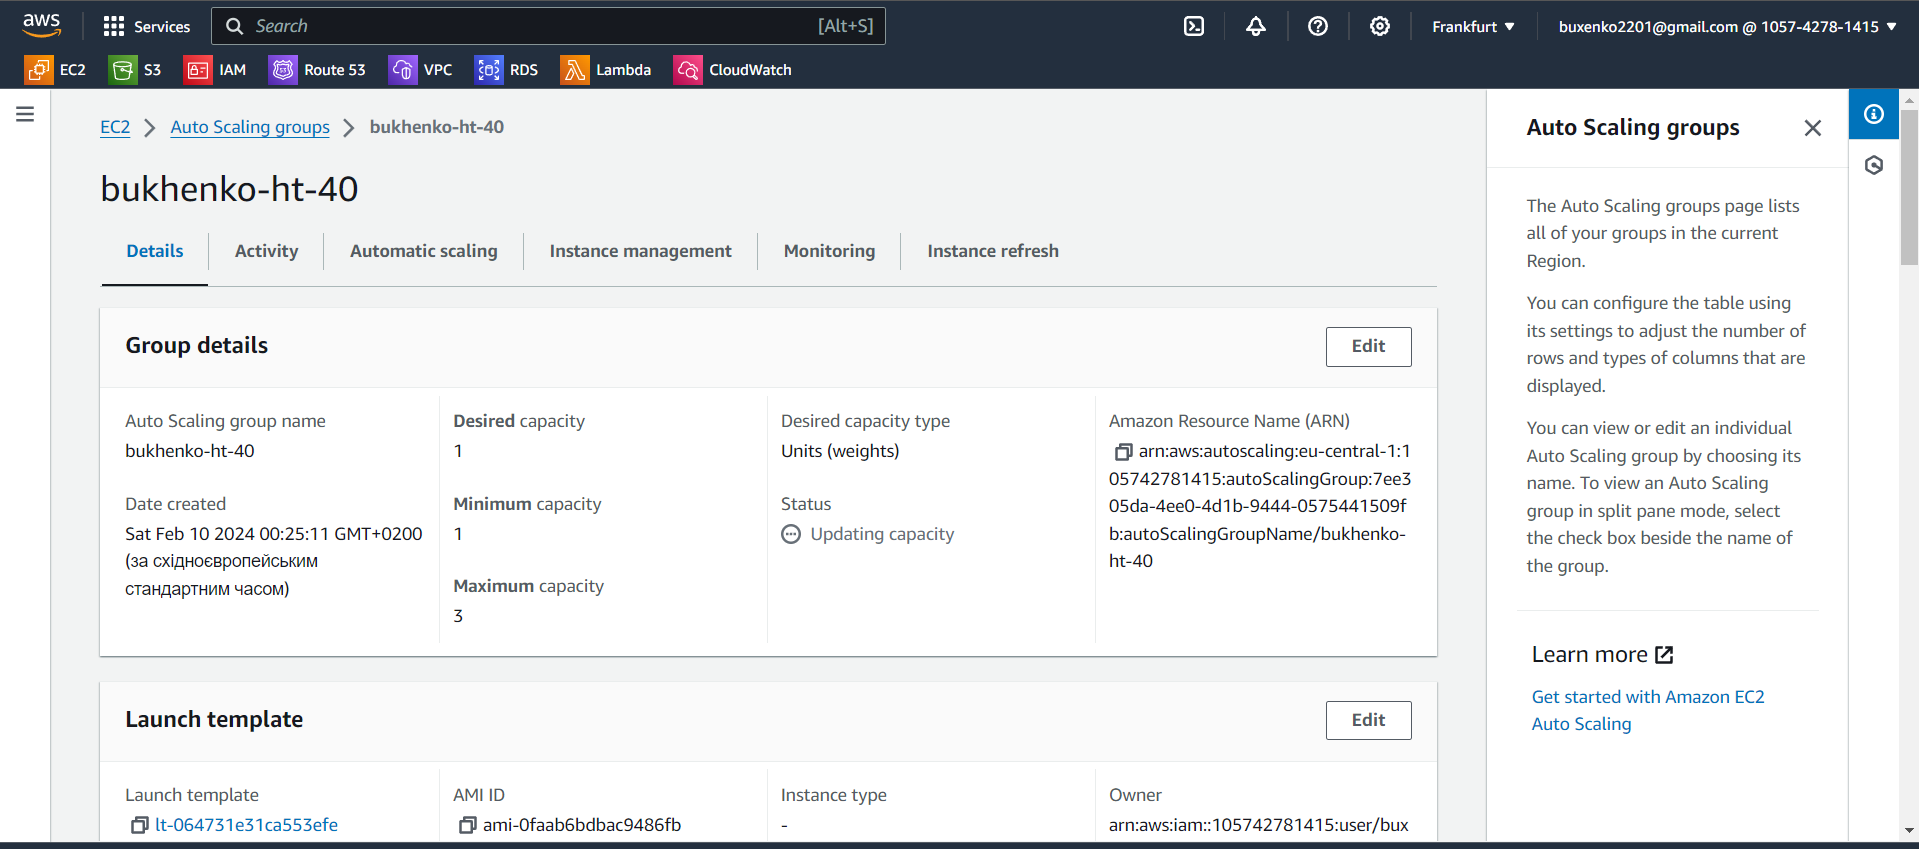 aws
Services
Search [Alt+S]
Frankfurt
buxenko2201@gmail.com @ 1057-4278-1415
EC2 S3 IAM Route 53 VPC RDS Lambda CloudWatch
EC2 Auto Scaling groups bukhenko-ht-40
bukhenko-ht-40
Details Activity Automatic scaling Instance management Monitoring Instance refresh
Group details
Edit
Auto Scaling group name
bukhenko-ht-40
Date created
Sat Feb 10 2024 00:25:11 GMT+0200
(за східноєвропейським
стандартним часом)
Desired capacity
1
Minimum capacity
1
Maximum capacity
3
Desired capacity type
Units (weights)
Status
Updating capacity
Amazon Resource Name (ARN)
arn:aws:autoscaling:eu-central-1:1
05742781415:autoScalingGroup:7ee3
05da-4ee0-4d1b-9444-0575441509f
b:autoScalingGroupName/bukhenko-
ht-40
Launch template
Edit
Launch template
lt-064731e31ca553efe
AMI ID
ami-0faab6bdbac9486fb
Instance type
-
Owner
arn:aws:iam::105742781415:user/bux
Auto Scaling groups
The Auto Scaling groups page lists
all of your groups in the current
Region.
You can configure the table using
its settings to adjust the number of
rows and types of columns that are
displayed.
You can view or edit an individual
Auto Scaling group by choosing its
name. To view an Auto Scaling
group in split pane mode, select
the check box beside the name of
the group.
Learn more
Get started with Amazon EC2
Auto Scaling